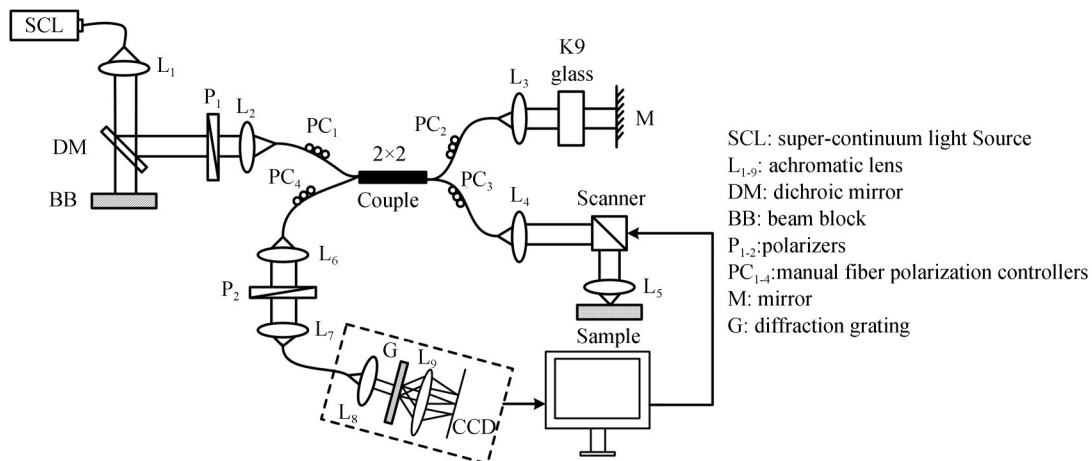 SCL
L1
DM
BB
P1
L2
PC1
PC4
2×2
Couple
PC2
PC3
L3
K9
glass
M
L4
Scanner
L5
Sample
L6
P2
L7
L8
G
L9
CCD
SCL: super-continuum light Source
L1-9: achromatic lens
DM: dichroic mirror
BB: beam block
P1-2:polarizers
PC1-4:manual fiber polarization controllers
M: mirror
G: diffraction grating